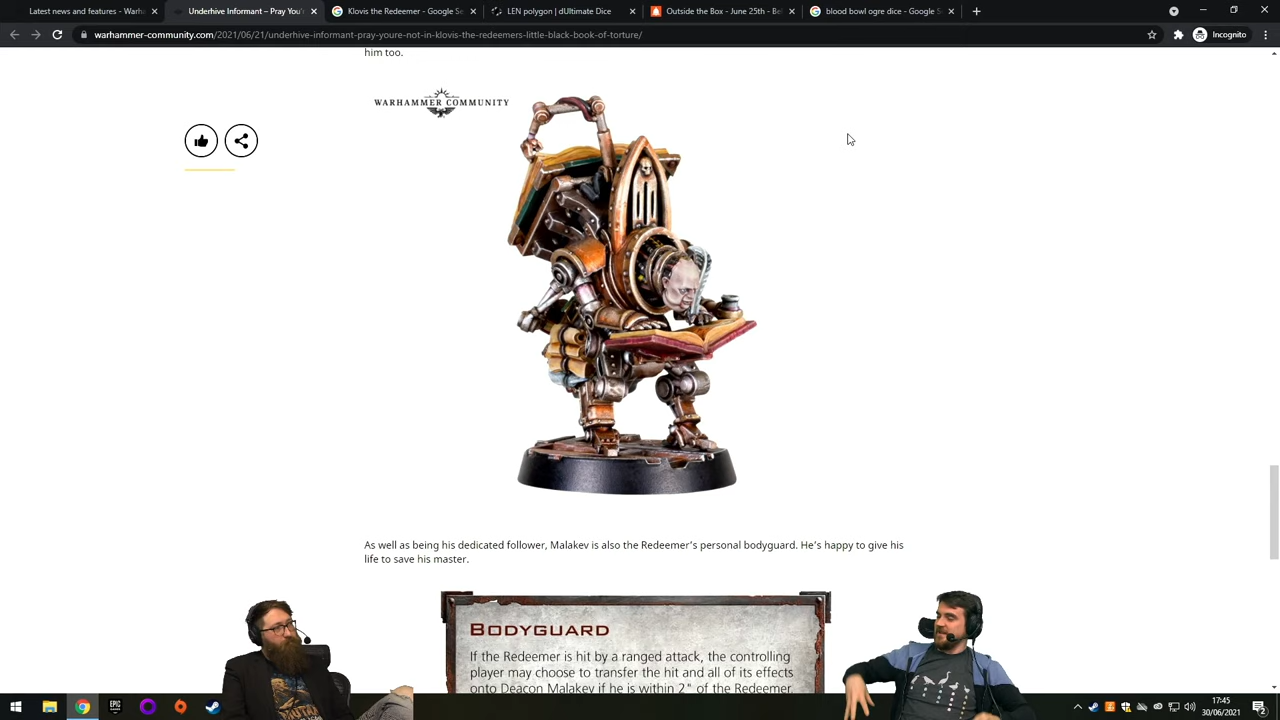 Latest news and features - Warh
Underhive Informant – Pray You'r
Klovis the Redeemer - Google Se
LEN polygon | dUltimate Dice
Outside the Box - June 25th - Bel
blood bowl ogre dice - Google S
warhammer-community.com/2021/06/21/underhive-informant-pray-youre-not-in-klovis-the-redeemers-little-black-book-of-torture/
Incognito
him too.
WARHAMMER COMMUNITY
As well as being his dedicated follower, Malakev is also the Redeemer's personal bodyguard. He's happy to give his
life to save his master.
BODYGUARD
If the Redeemer is hit by a ranged attack, the controlling
player may choose to transfer the hit and all of its effects
onto Deacon Malakev if he is within 2" of the Redeemer.
EPIC
17:45
30/06/2021
2